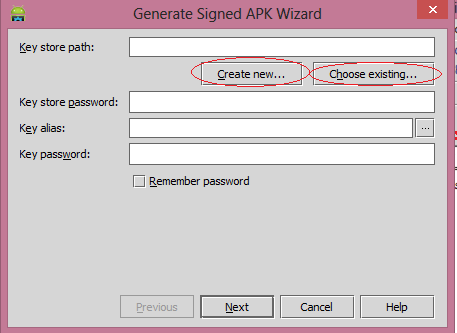 Generate Signed APK Wizard
Key store path:
Create new... Choose existing...
Key store password:
Key alias: ...
Key password:
Remember password
Previous Next Cancel Help